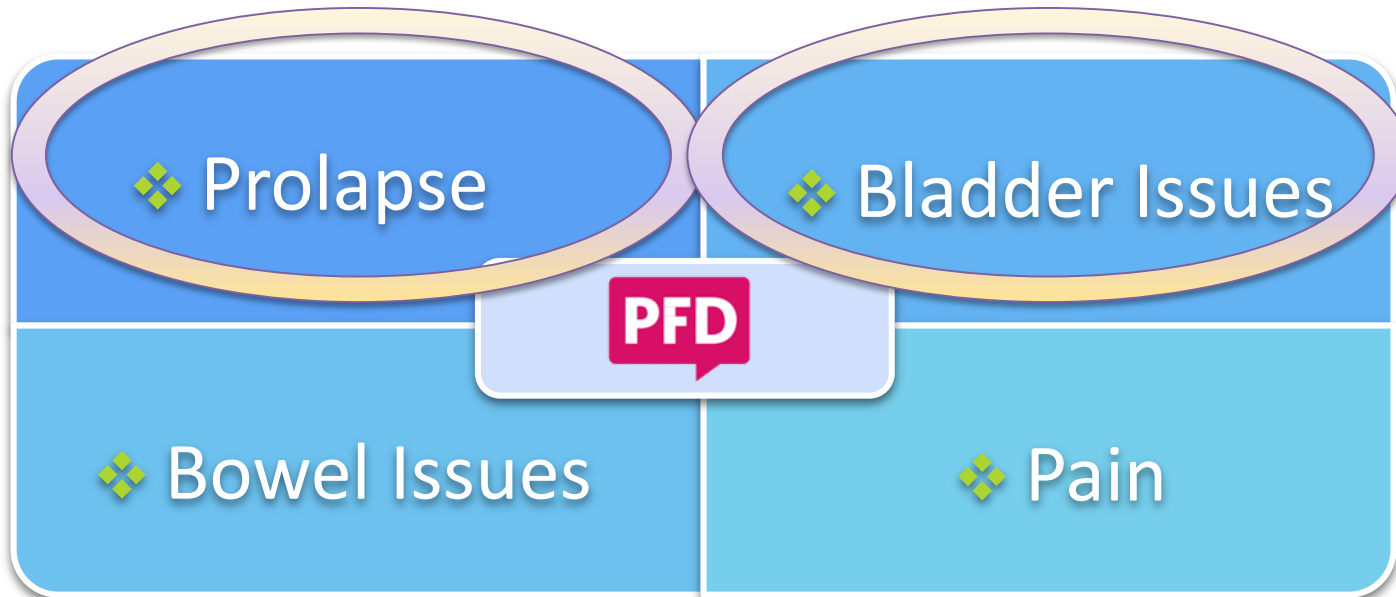 Prolapse
Bladder Issues
PFD
Bowel Issues
Pain